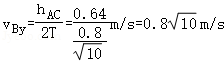 v_By = h_AC/2T = 0.64/(0.8/√10) m/s=0.8√10 m/s